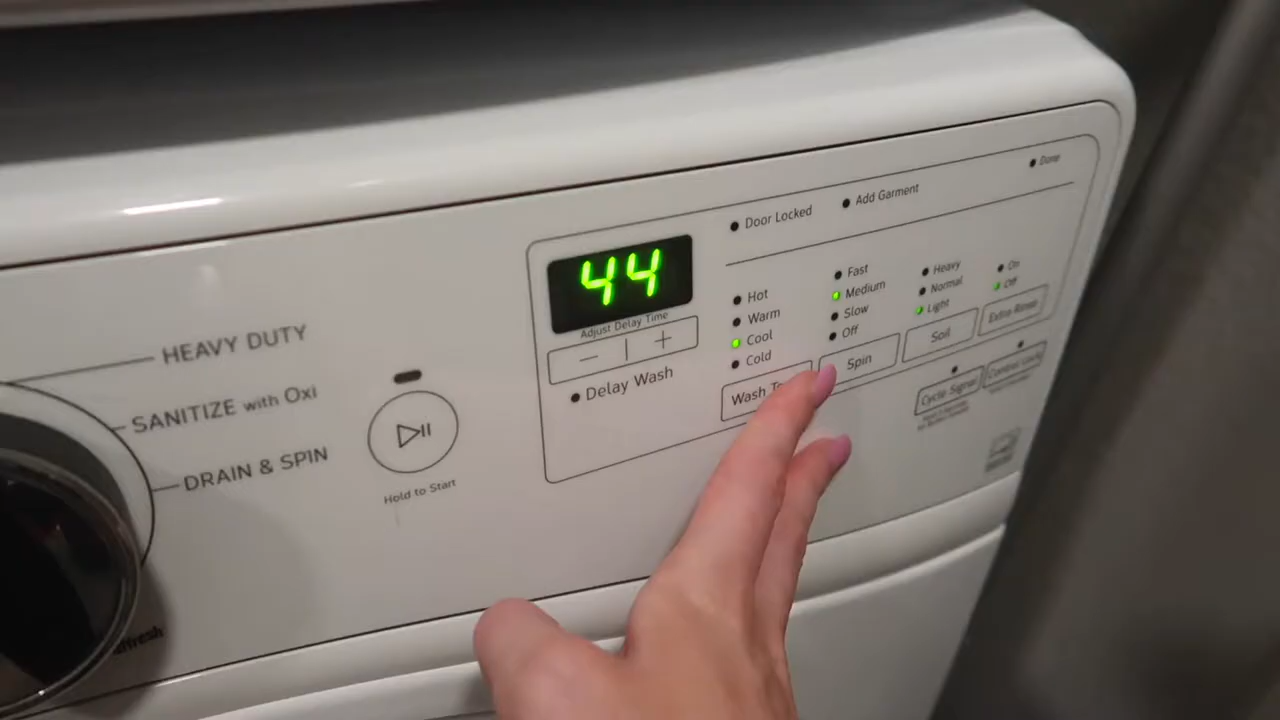 HEAVY DUTY
SANITIZE with Oxi
DRAIN & SPIN
Hold to Start
44
Adjust Delay Time
− | +
Delay Wash
Door Locked
Add Garment
Done
Hot
Warm
Cool
Cold
Wash
Fast
Medium
Slow
Off
Spin
Heavy
Normal
Light
Soil
On
Off
Extra Rinse
Cycle Signal
Control Lock